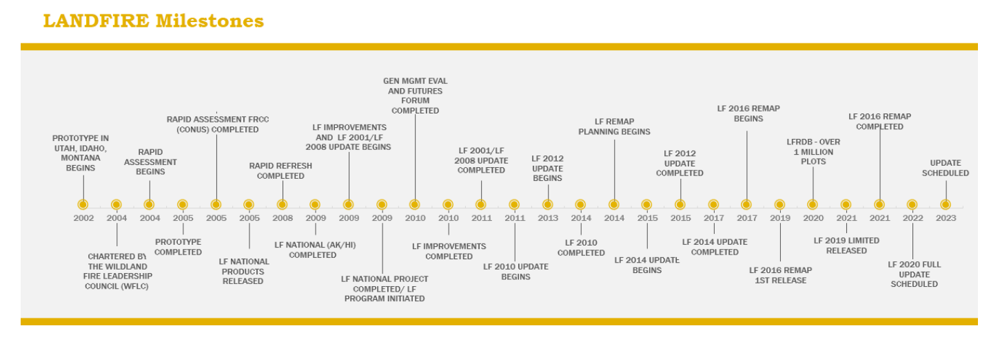 LANDFIRE Milestones
PROTOTYPE IN
UTAH, IDAHO,
MONTANA
BEGINS
2002
CHARTERED BY
THE WILDLAND
FIRE LEADERSHIP
COUNCIL (WFLC)
2004
RAPID
ASSESSMENT
BEGINS
2004
PROTOTYPE
COMPLETED
2005
RAPID ASSESSMENT FRCC
(CONUS) COMPLETED
2005
LF NATIONAL
PRODUCTS
RELEASED
2005
RAPID REFRESH
COMPLETED
2008
LF NATIONAL (AK/HI)
COMPLETED
2009
LF IMPROVEMENTS
AND LF 2001/LF
2008 UPDATE BEGINS
2009
LF NATIONAL PROJECT
COMPLETED/ LF
PROGRAM INITIATED
2009
GEN MGMT EVAL
AND FUTURES
FORUM
COMPLETED
2010
LF IMPROVEMENTS
COMPLETED
2010
LF 2001/LF
2008 UPDATE
COMPLETED
2011
LF 2010 UPDATE
BEGINS
2011
LF 2012
UPDATE
BEGINS
2013
LF 2010
COMPLETED
2014
LF REMAP
PLANNING BEGINS
2014
LF 2014 UPDATE
BEGINS
2015
LF 2012
UPDATE
COMPLETED
2015
LF 2014 UPDATE
COMPLETED
2017
LF 2016 REMAP
BEGINS
2017
LF 2016 REMAP
1ST RELEASE
2019
LFRDB - OVER
1 MILLION
PLOTS
2020
LF 2019 LIMITED
RELEASED
2021
LF 2016 REMAP
COMPLETED
2021
LF 2020 FULL
UPDATE
SCHEDULED
2022
UPDATE
SCHEDULED
2023